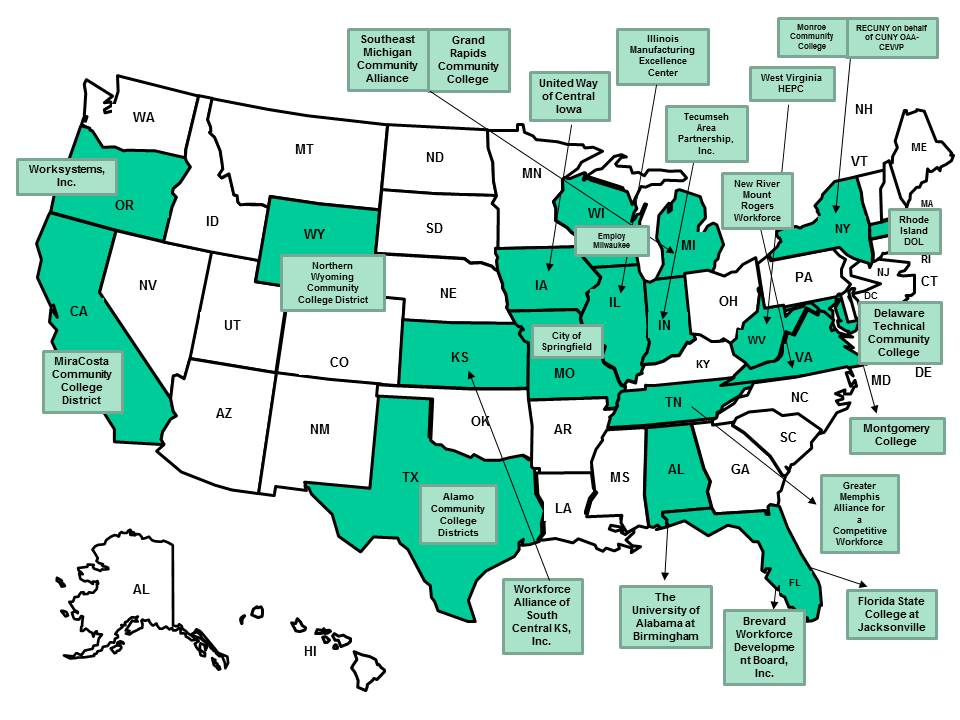 Southeast
Michigan
Community
Alliance
Grand
Rapids
Community
College
Illinois
Manufacturing
Excellence
Center
Monroe
Community
College
RECUNY on behalf
of CUNY OAA-
CEWP
United Way
of Central
Iowa
West Virginia
HEPC
Tecumseh
Area
Partnership,
Inc.
New River
Mount
Rogers
Workforce
Worksystems,
Inc.
Employ
Milwaukee
Rhode
Island
DOL
Northern
Wyoming
Community
College District
City of
Springfield
Delaware
Technical
Community
College
MiraCosta
Community
College
District
Montgomery
College
Alamo
Community
College
Districts
Greater
Memphis
Alliance for
a
Competitive
Workforce
Workforce
Alliance of
South
Central KS,
Inc.
The
University of
Alabama at
Birmingham
Brevard
Workforce
Developme
nt Board,
Inc.
Florida State
College at
Jacksonville
WA
MT
ND
MN
NH
VT
ME
OR
ID
WY
SD
WI
MI
NY
MA
RI
CT
NJ
PA
DC
NV
CA
UT
CO
NE
IA
IL
IN
OH
WV
VA
MD
DE
KY
KS
MO
AZ
NM
OK
AR
TN
NC
SC
TX
LA
MS
AL
GA
FL
AL
HI